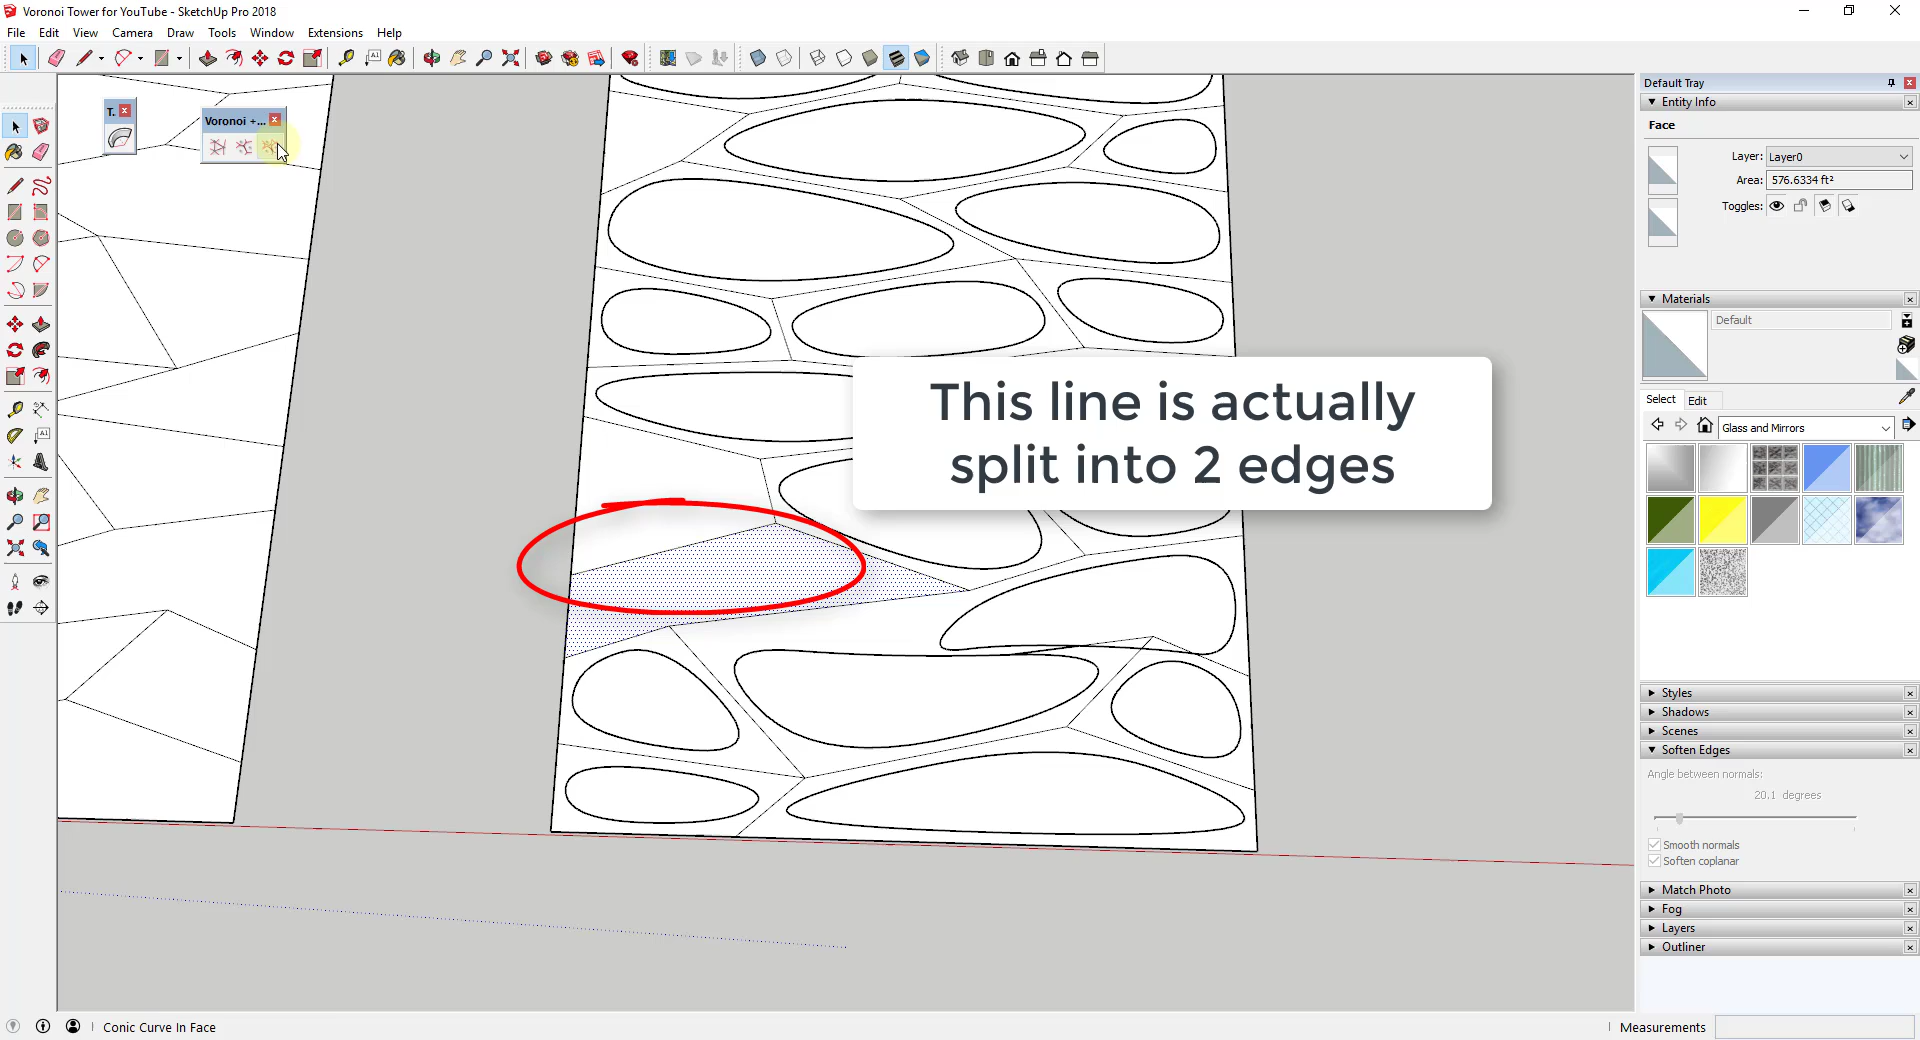 Voronoi Tower for YouTube - SketchUp Pro 2018
File Edit View Camera Draw Tools Window Extensions Help
T.
Voronoi +...
This line is actually
split into 2 edges
Default Tray
Entity Info
Face
Layer: Layer0
Area: 576.6334 ft²
Toggles:
Materials
Default
Select Edit
Glass and Mirrors
Styles
Shadows
Scenes
Soften Edges
Angle between normals:
20.1 degrees
Smooth normals
Soften coplanar
Match Photo
Fog
Layers
Outliner
Conic Curve In Face
Measurements